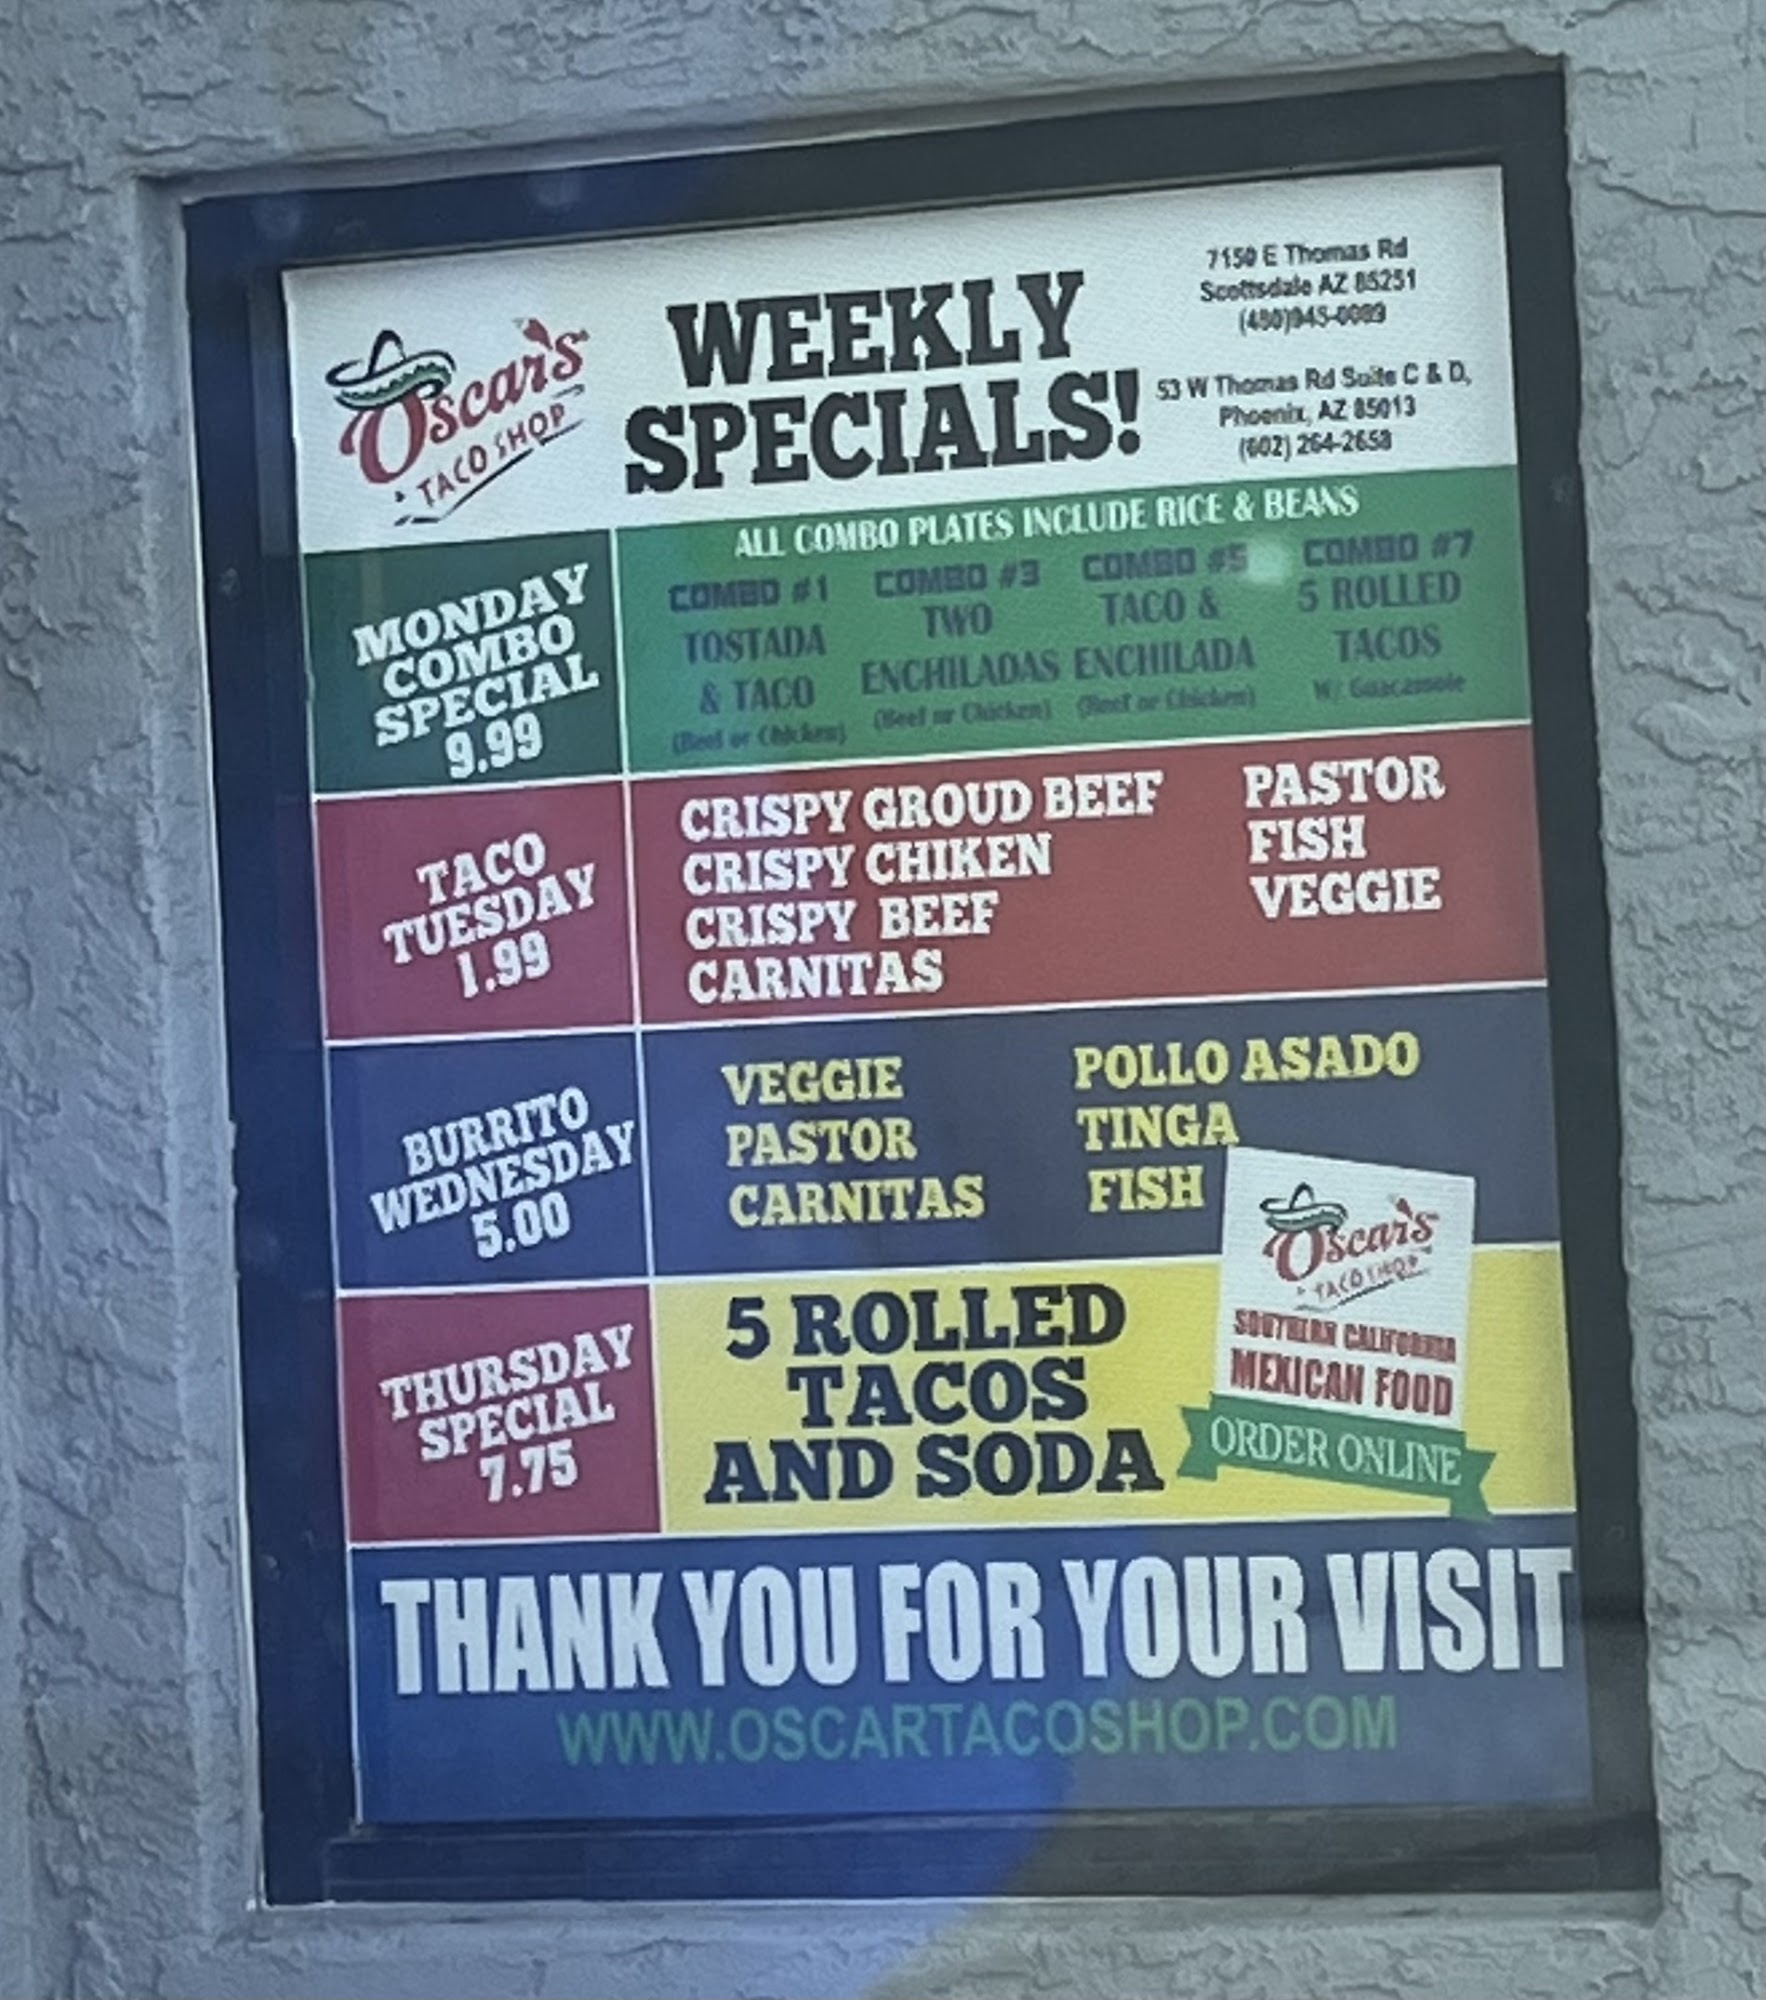 Oscar's
TACO SHOP
WEEKLY
SPECIALS!
7150 E Thomas Rd
Scottsdale AZ 85251
(480)945-0089
53 W Thomas Rd Suite C & D,
Phoenix, AZ 85013
(602) 264-2658
MONDAY
COMBO
SPECIAL
9.99
ALL COMBO PLATES INCLUDE RICE & BEANS
COMBO #1
TOSTADA
& TACO
(Beef or Chicken)
COMBO #3
TWO
ENCHILADAS
(Beef or Chicken)
COMBO #5
TACO &
ENCHILADA
(Beef or Chicken)
COMBO #7
5 ROLLED
TACOS
W/ Guacamole
TACO
TUESDAY
1.99
CRISPY GROUD BEEF
CRISPY CHIKEN
CRISPY BEEF
CARNITAS
PASTOR
FISH
VEGGIE
BURRITO
WEDNESDAY
5.00
VEGGIE
PASTOR
CARNITAS
POLLO ASADO
TINGA
FISH
THURSDAY
SPECIAL
7.75
5 ROLLED
TACOS
AND SODA
Oscar's
TACO SHOP
SOUTHERN CALIFORNIA
MEXICAN FOOD
ORDER ONLINE
THANK YOU FOR YOUR VISIT
WWW.OSCARTACOSHOP.COM